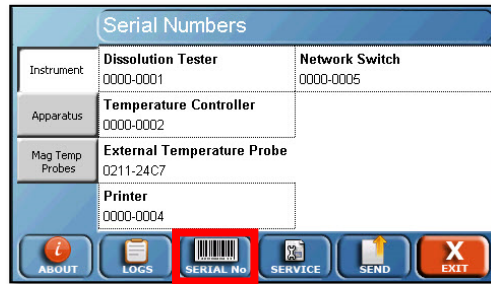 Serial Numbers
Instrument
Apparatus
Mag Temp
Probes
Dissolution Tester
0000-0001
Network Switch
0000-0005
Temperature Controller
0000-0002
External Temperature Probe
0211-24C7
Printer
0000-0004
i
ABOUT
LOGS
SERIAL No
SERVICE
SEND
X
EXIT